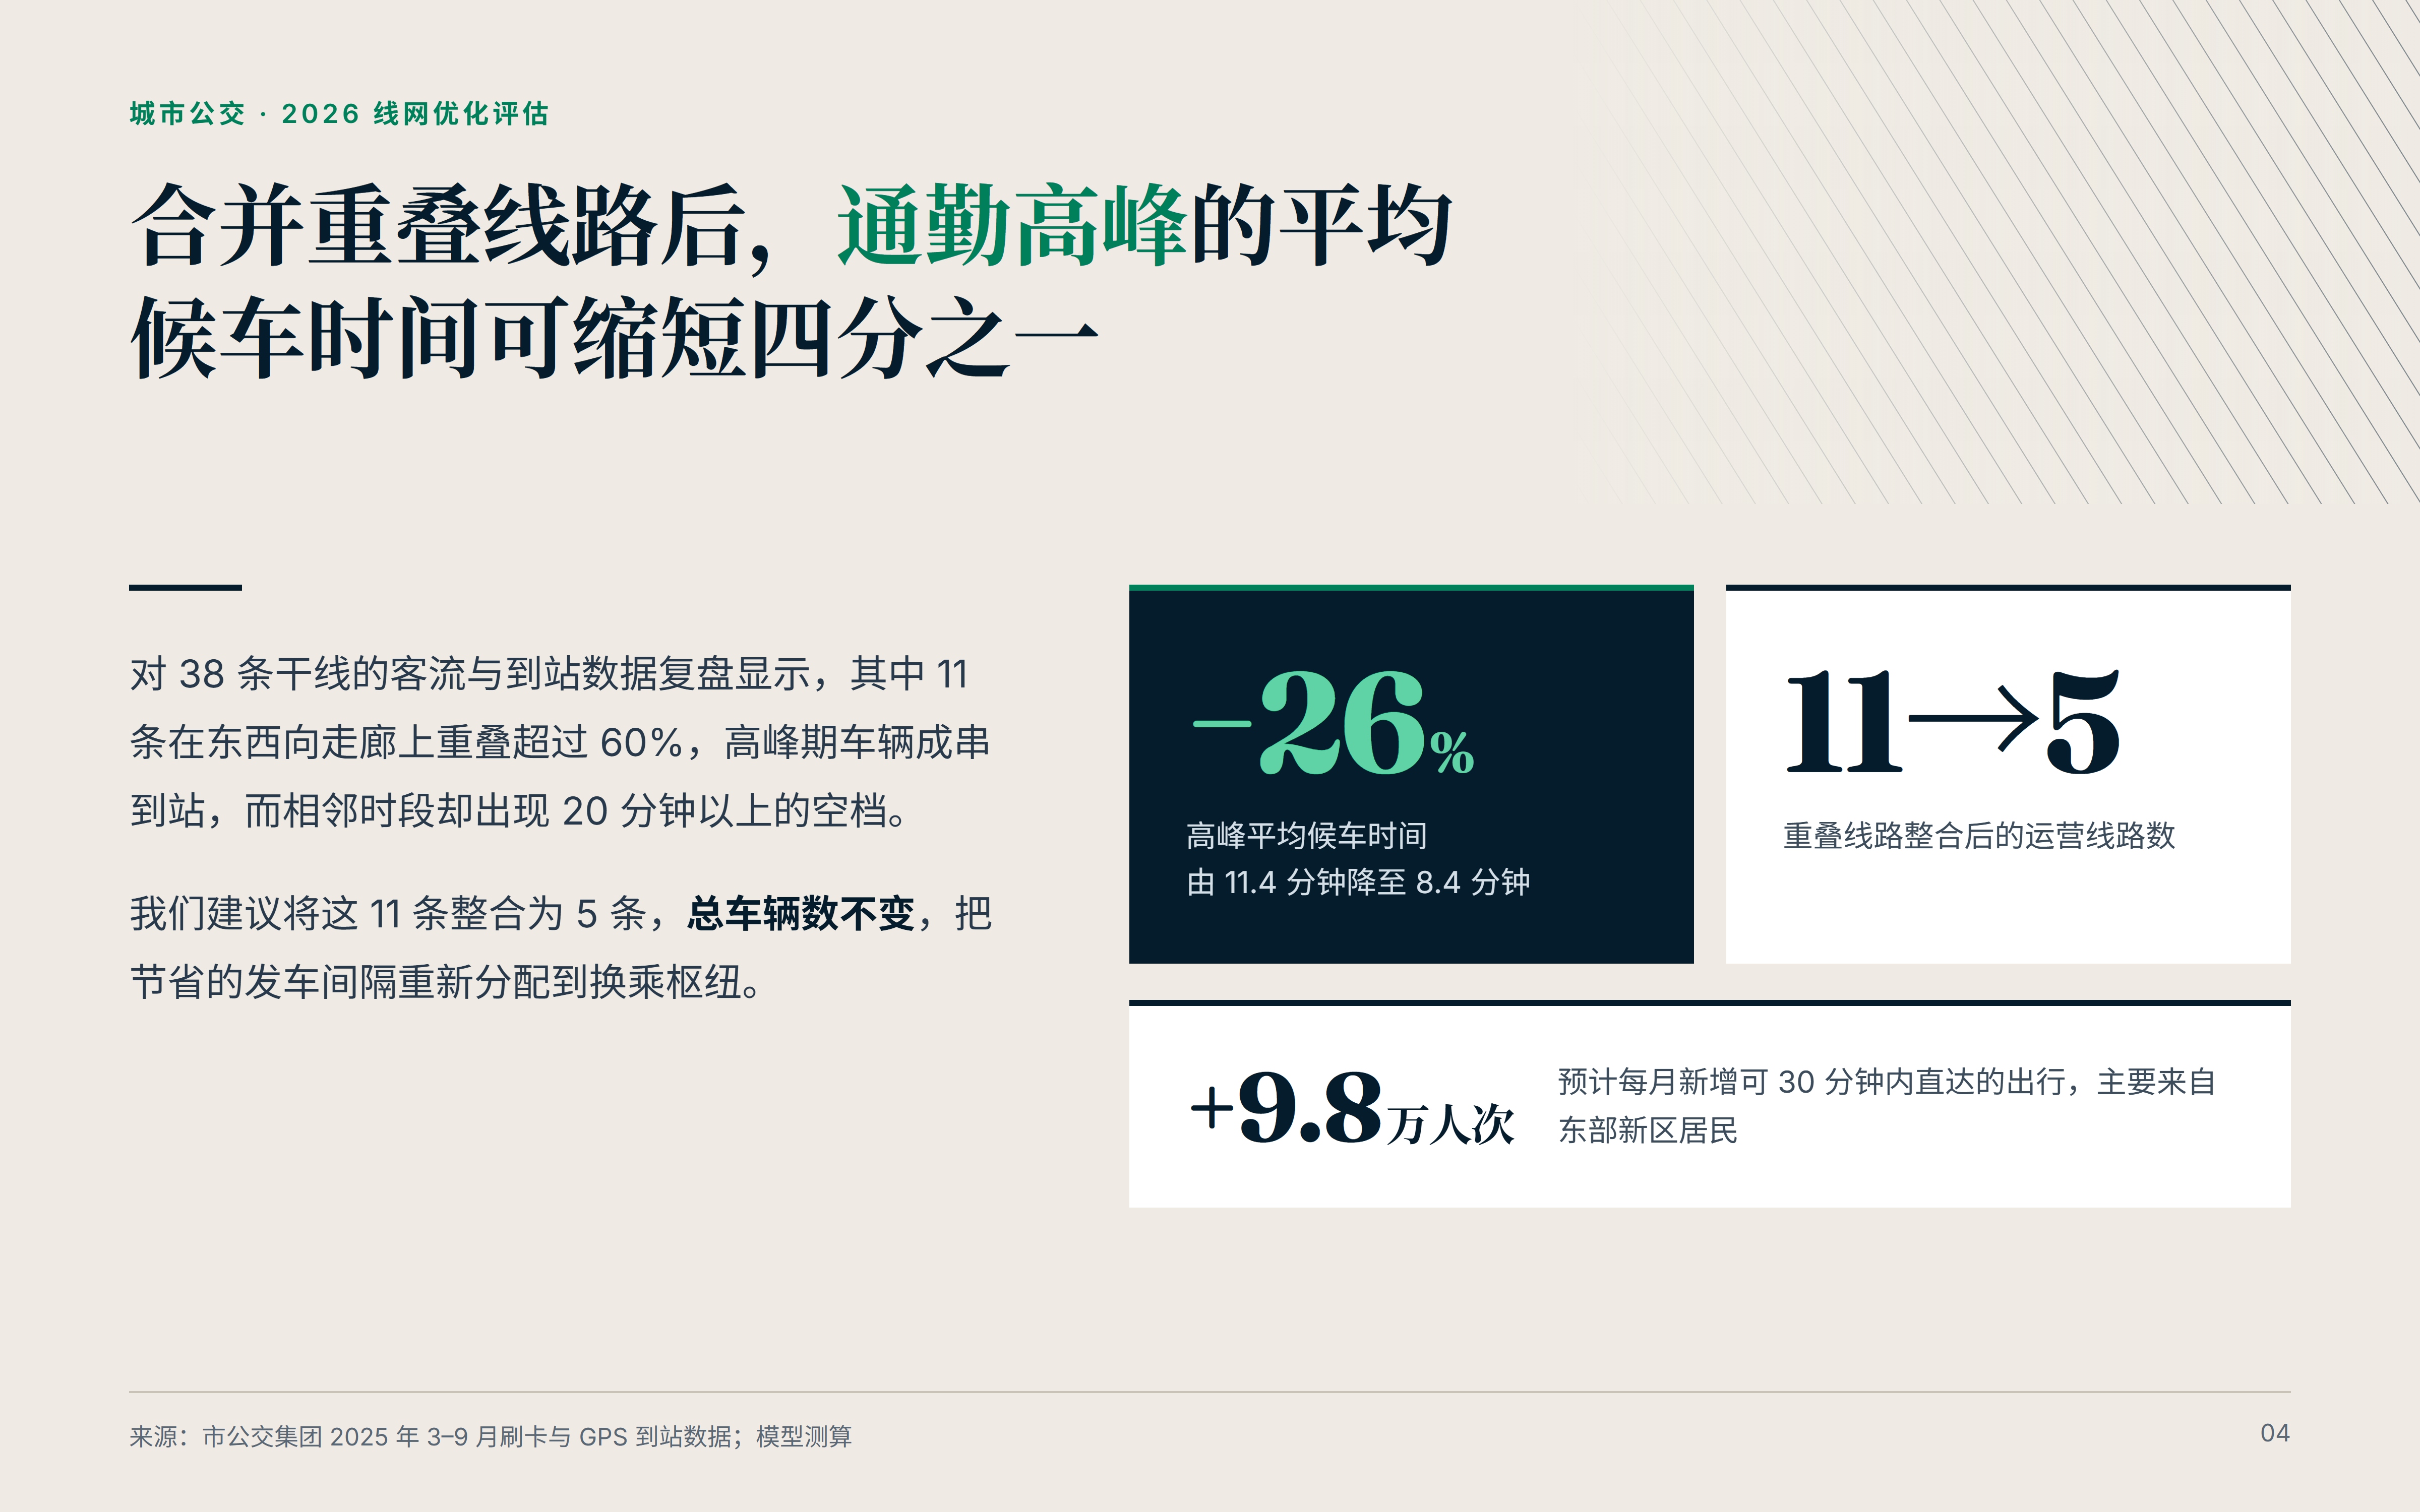 城市公交 · 2026 线网优化评估
合并重叠线路后，通勤高峰的平均
候车时间可缩短四分之一
对 38 条干线的客流与到站数据复盘显示，其中 11
条在东西向走廊上重叠超过 60%，高峰期车辆成串
到站，而相邻时段却出现 20 分钟以上的空档。
我们建议将这 11 条整合为 5 条，总车辆数不变，把
节省的发车间隔重新分配到换乘枢纽。
−26%
高峰平均候车时间
由 11.4 分钟降至 8.4 分钟
11→5
重叠线路整合后的运营线路数
+9.8万人次
预计每月新增可 30 分钟内直达的出行，主要来自
东部新区居民
来源：市公交集团 2025 年 3–9 月刷卡与 GPS 到站数据；模型测算
04